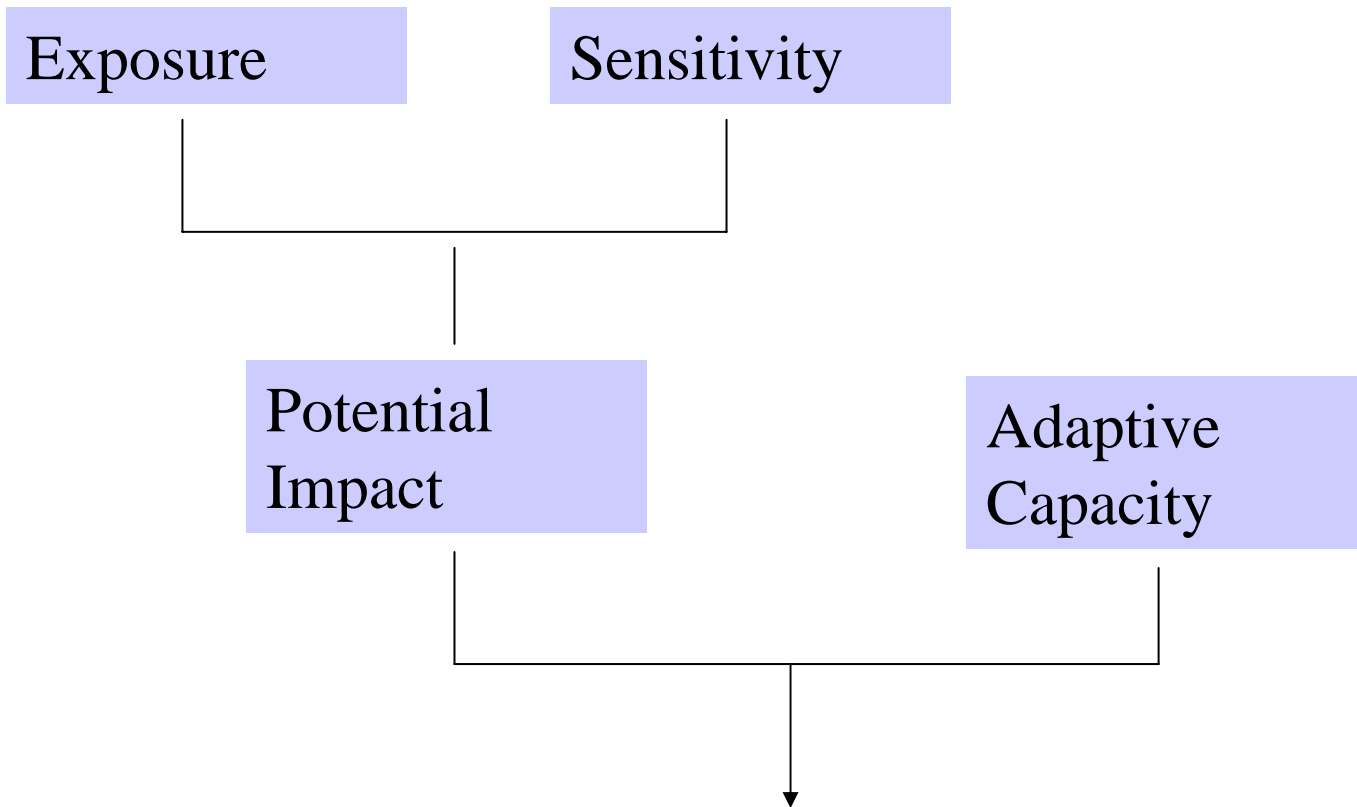 Exposure
Sensitivity
Potential
Impact
Adaptive
Capacity